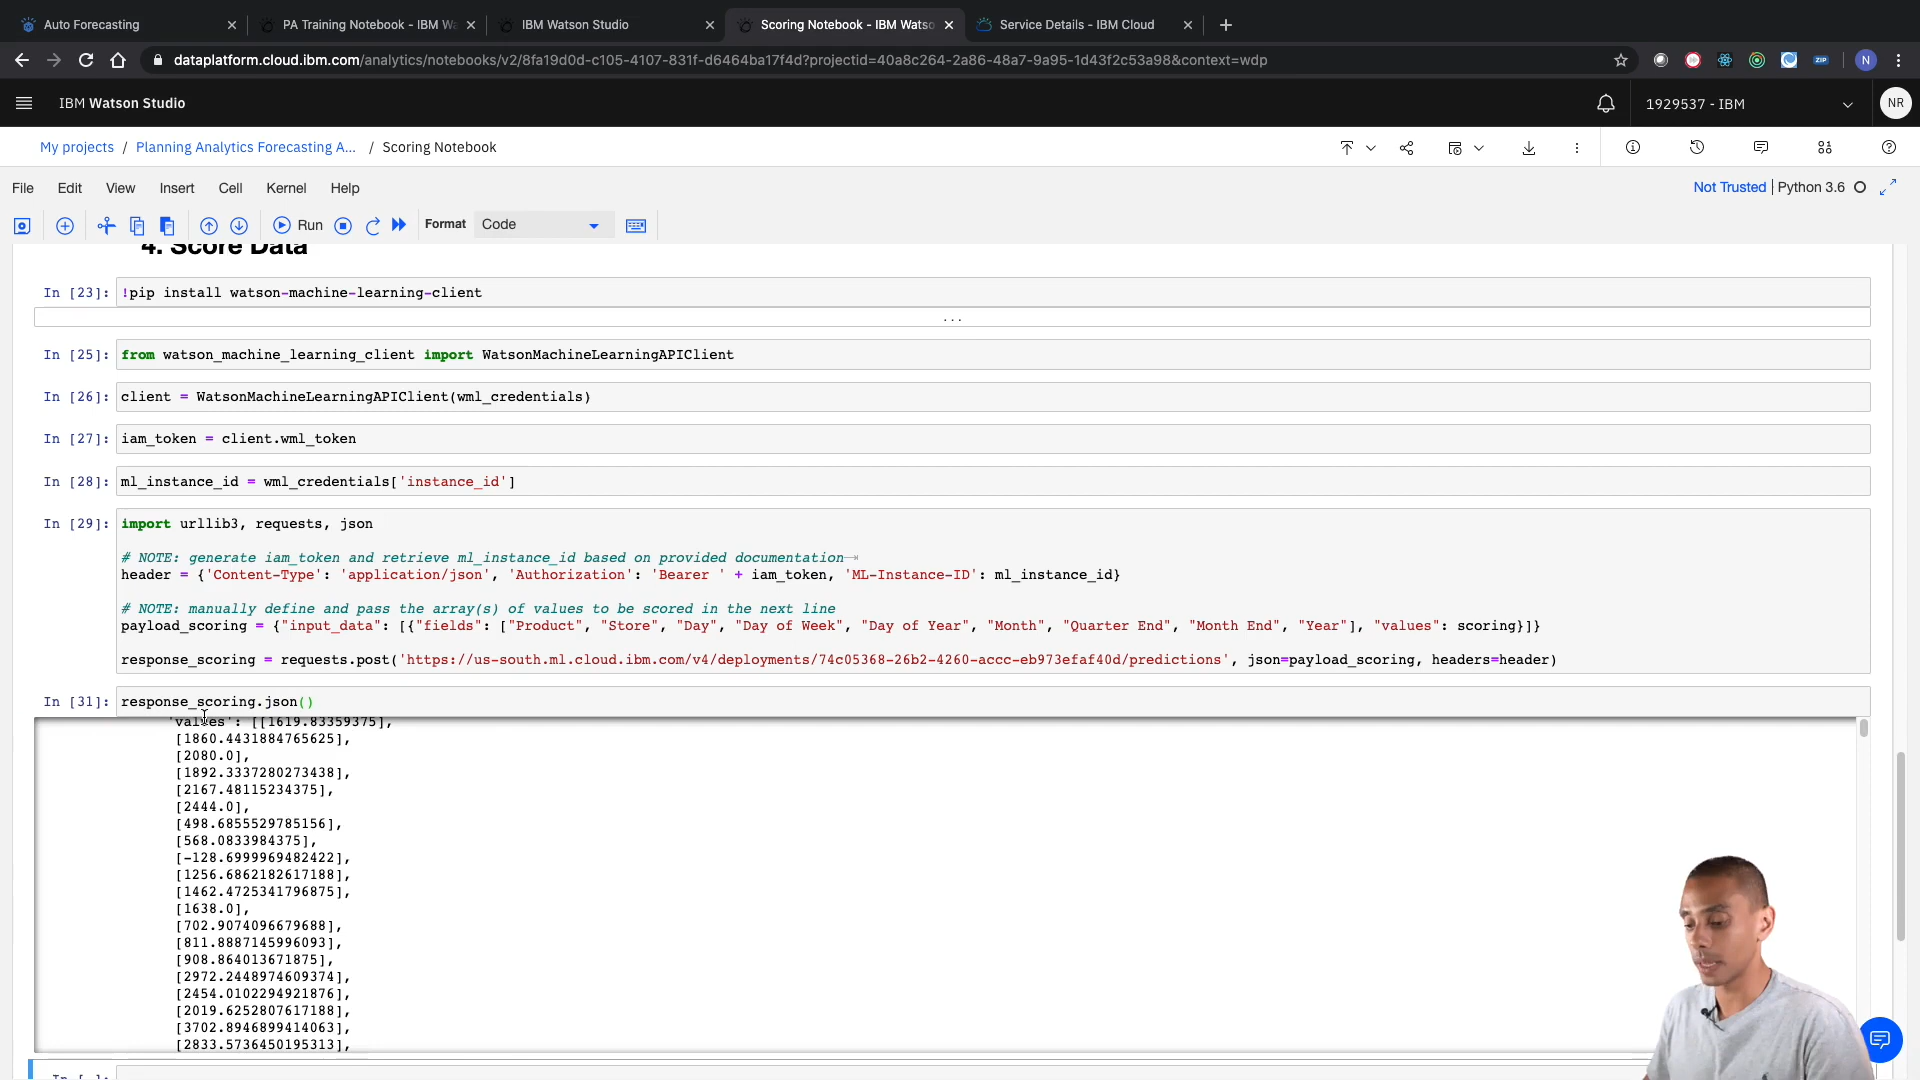 Auto Forecasting
PA Training Notebook - IBM Wa
IBM Watson Studio
Scoring Notebook - IBM Watso
Service Details - IBM Cloud
dataplatform.cloud.ibm.com/analytics/notebooks/v2/8fa19d0d-c105-4107-831f-d6464ba17f4d?projectid=40a8c264-2a86-48a7-9a95-1d43f2c53a98&context=wdp
ZIP
N
IBM Watson Studio
1929537 - IBM
NR
My projects / Planning Analytics Forecasting A... / Scoring Notebook
File Edit View Insert Cell Kernel Help
Not Trusted | Python 3.6
Run
Format
Code
4. Score Data
In [23]: !pip install watson-machine-learning-client
...
In [25]: from watson_machine_learning_client import WatsonMachineLearningAPIClient
In [26]: client = WatsonMachineLearningAPIClient(wml_credentials)
In [27]: iam_token = client.wml_token
In [28]: ml_instance_id = wml_credentials['instance_id']
In [29]: import urllib3, requests, json
# NOTE: generate iam_token and retrieve ml_instance_id based on provided documentation
header = {'Content-Type': 'application/json', 'Authorization': 'Bearer ' + iam_token, 'ML-Instance-ID': ml_instance_id}
# NOTE: manually define and pass the array(s) of values to be scored in the next line
payload_scoring = {"input_data": [{"fields": ["Product", "Store", "Day", "Day of Week", "Day of Year", "Month", "Quarter End", "Month End", "Year"], "values": scoring}]}
response_scoring = requests.post('https://us-south.ml.cloud.ibm.com/v4/deployments/74c05368-26b2-4260-accc-eb973efaf40d/predictions', json=payload_scoring, headers=header)
In [31]: response_scoring.json()
'values': [[1619.83359375],
[1860.4431884765625],
[2080.0],
[1892.3337280273438],
[2167.48115234375],
[2444.0],
[498.6855529785156],
[568.0833984375],
[-128.6999969482422],
[1256.6862182617188],
[1462.4725341796875],
[1638.0],
[702.9074096679688],
[811.8887145996093],
[908.864013671875],
[2972.2448974609374],
[2454.0102294921876],
[2019.6252807617188],
[3702.8946899414063],
[2833.5736450195313],
In [ ]: